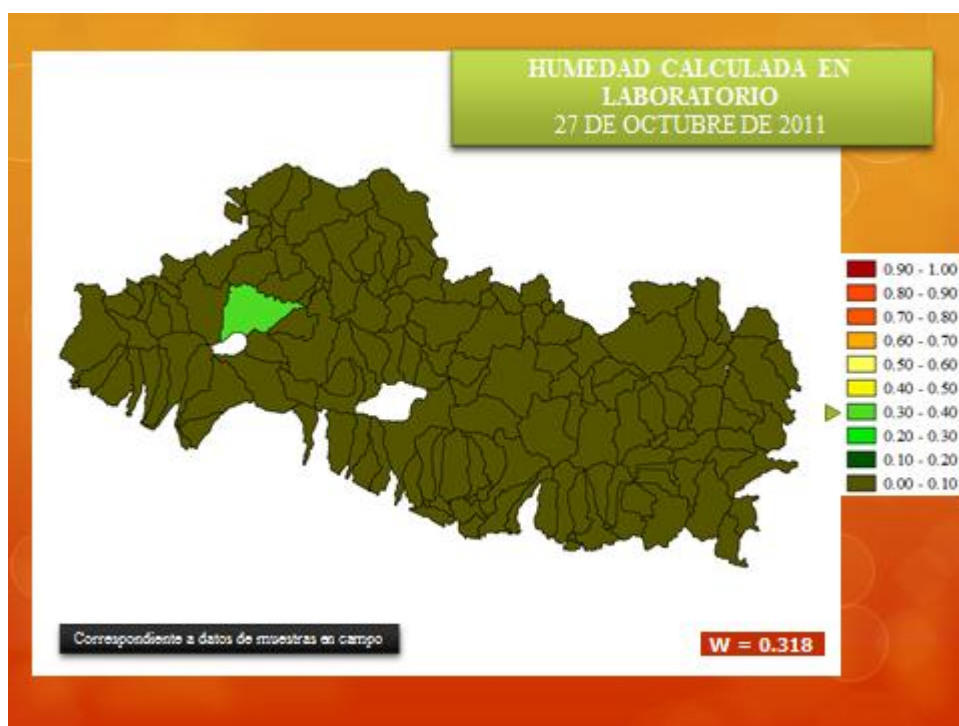 HUMEDAD CALCULADA EN
LABORATORIO
27 DE OCTUBRE DE 2011
0.90 - 1.00
0.80 - 0.90
0.70 - 0.80
0.60 - 0.70
0.50 - 0.60
0.40 - 0.50
0.30 - 0.40
0.20 - 0.30
0.10 - 0.20
0.00 - 0.10
Correspondiente a datos de muestras en campo
W = 0.318